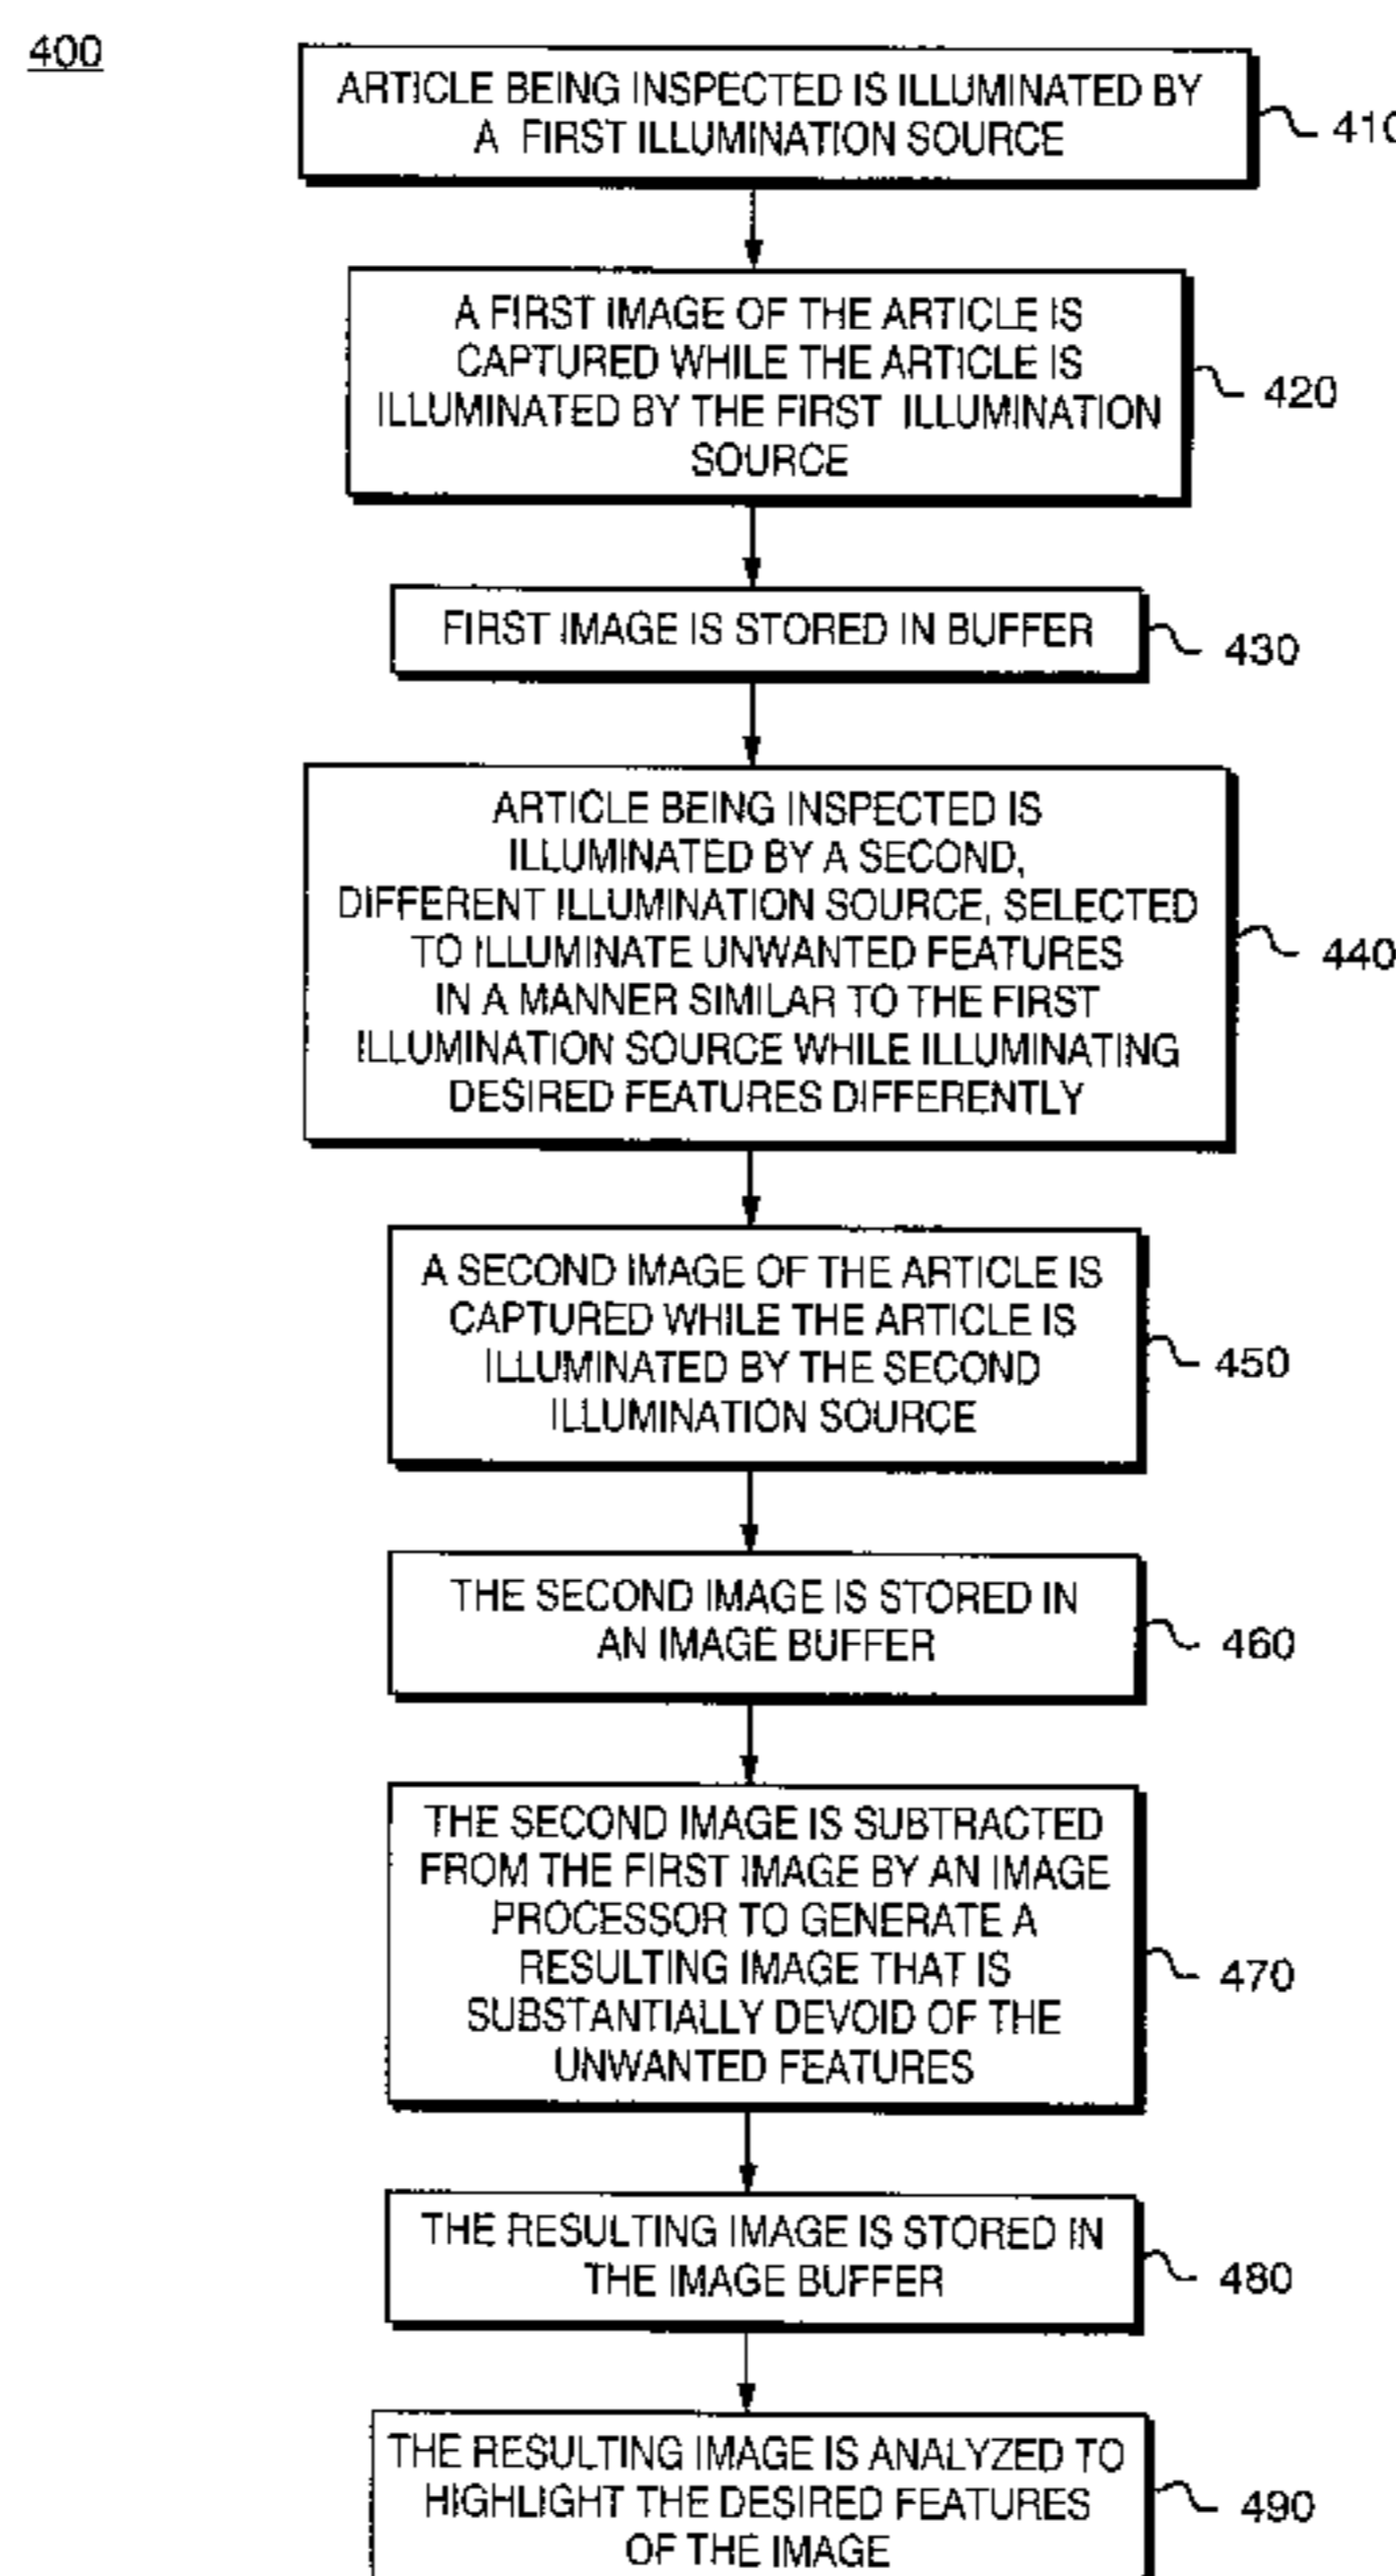 400
ARTICLE BEING INSPECTED IS ILLUMINATED BY
A FIRST ILLUMINATION SOURCE
410
A FIRST IMAGE OF THE ARTICLE IS
CAPTURED WHILE THE ARTICLE IS
ILLUMINATED BY THE FIRST ILLUMINATION
SOURCE
420
FIRST IMAGE IS STORED IN BUFFER
430
ARTICLE BEING INSPECTED IS
ILLUMINATED BY A SECOND,
DIFFERENT ILLUMINATION SOURCE, SELECTED
TO ILLUMINATE UNWANTED FEATURES
IN A MANNER SIMILAR TO THE FIRST
ILLUMINATION SOURCE WHILE ILLUMINATING
DESIRED FEATURES DIFFERENTLY
440
A SECOND IMAGE OF THE ARTICLE IS
CAPTURED WHILE THE ARTICLE IS
ILLUMINATED BY THE SECOND
ILLUMINATION SOURCE
450
THE SECOND IMAGE IS STORED IN
AN IMAGE BUFFER
460
THE SECOND IMAGE IS SUBTRACTED
FROM THE FIRST IMAGE BY AN IMAGE
PROCESSOR TO GENERATE A
RESULTING IMAGE THAT IS
SUBSTANTIALLY DEVOID OF THE
UNWANTED FEATURES
470
THE RESULTING IMAGE IS STORED IN
THE IMAGE BUFFER
480
THE RESULTING IMAGE IS ANALYZED TO
HIGHLIGHT THE DESIRED FEATURES
OF THE IMAGE
490